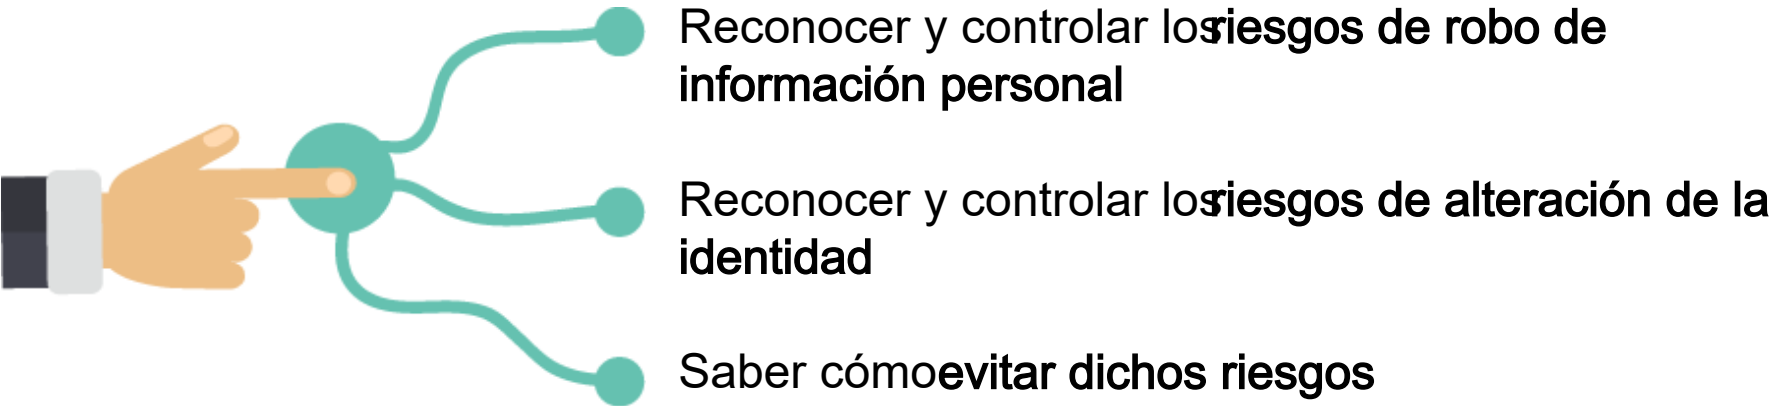 Reconocer y controlar los riesgos de robo de
información personal
Reconocer y controlar los riesgos de alteración de la
identidad
Saber cómo evitar dichos riesgos